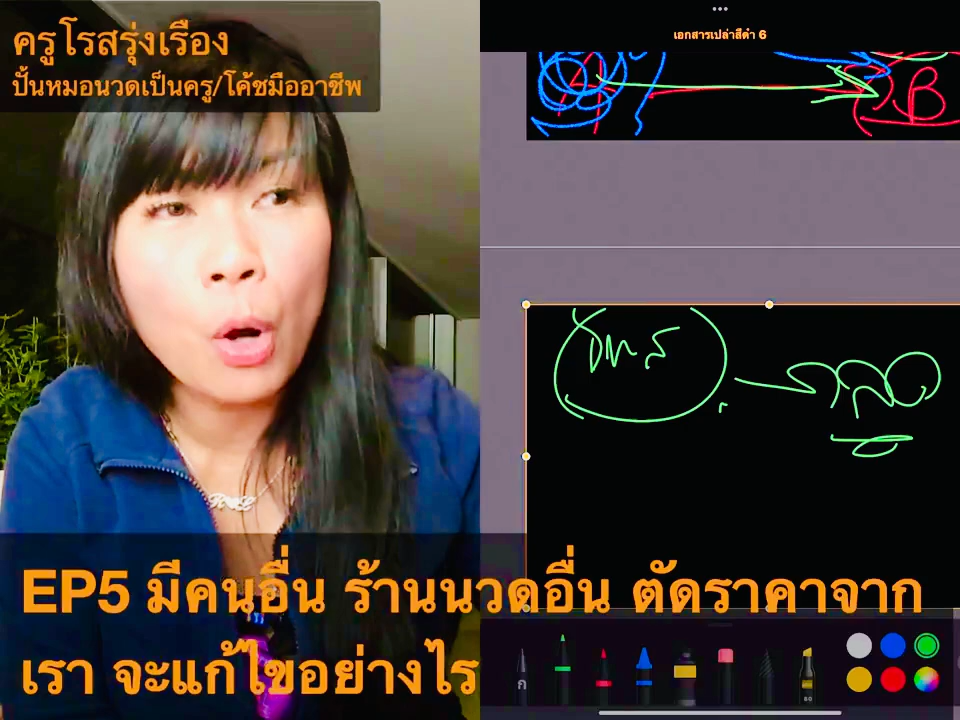 ครูโรสรุ่งเรือง
ปั้นหมอนวดเป็นครู/โค้ชมืออาชีพ
เอกสารเปล่าสีดำ 6
B
EP5 มีคนอื่น ร้านนวดอื่น ตัดราคาจาก
เรา จะแก้ไขอย่างไร
ก
80